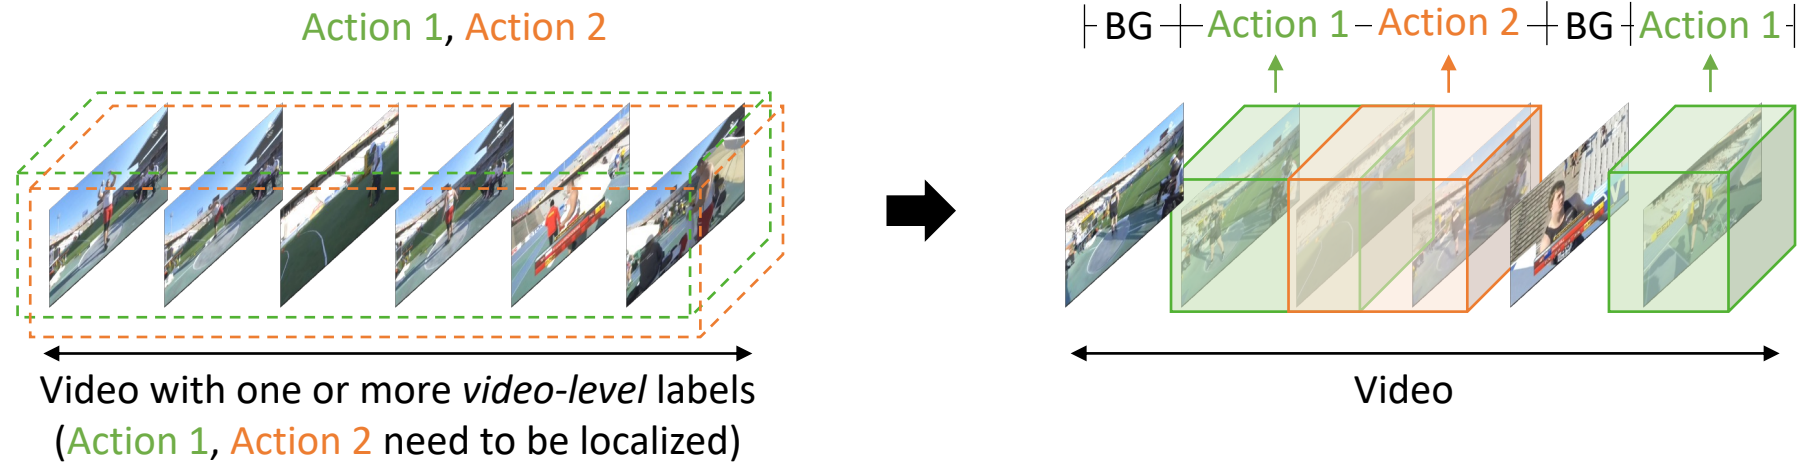 Action 1, Action 2
Video with one or more video-level labels
(Action 1, Action 2 need to be localized)
BG Action 1 Action 2 BG Action 1
Video